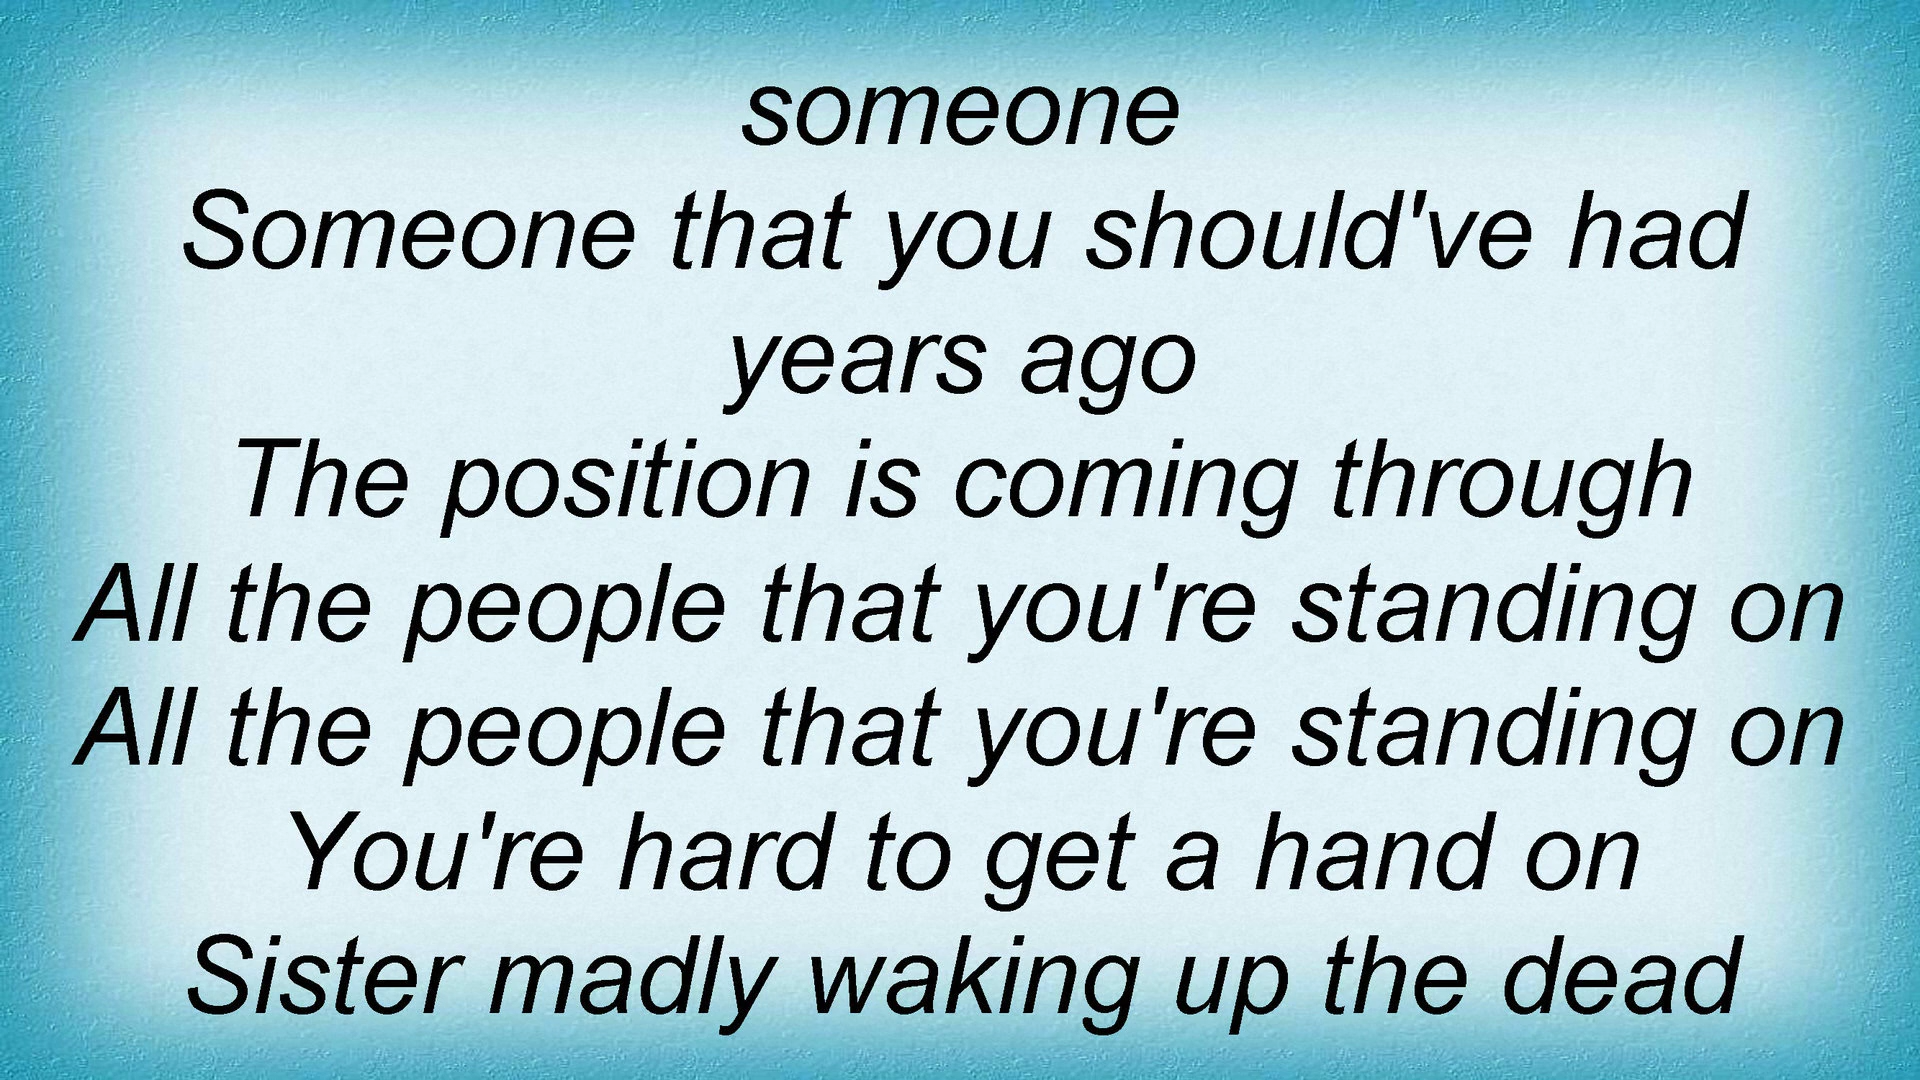 someone
Someone that you should've had
years ago
The position is coming through
All the people that you're standing on
All the people that you're standing on
You're hard to get a hand on
Sister madly waking up the dead